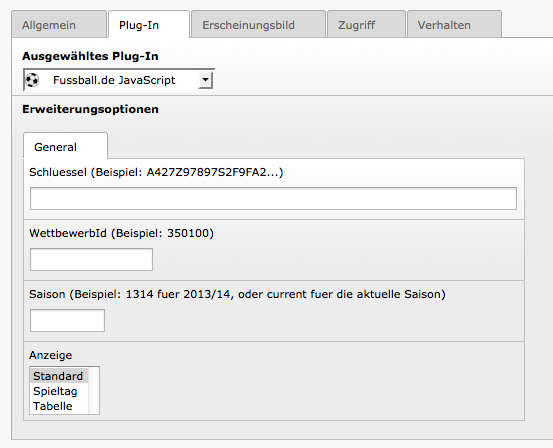 Allgemein Plug-In Erscheinungsbild Zugriff Verhalten
Ausgewähltes Plug-In
Fussball.de JavaScript
Erweiterungsoptionen
General
Schluessel (Beispiel: A427Z97897S2F9FA2...)
WettbewerbId (Beispiel: 350100)
Saison (Beispiel: 1314 fuer 2013/14, oder current fuer die aktuelle Saison)
Anzeige
Standard
Spieltag
Tabelle